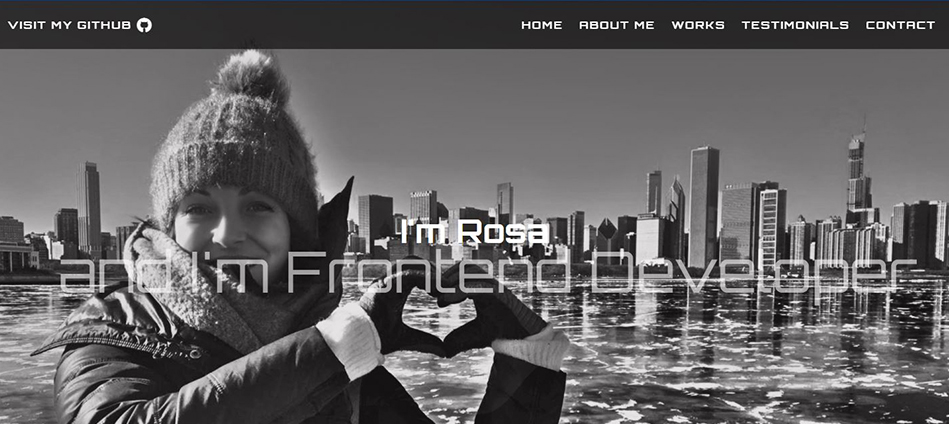 VISIT MY GITHUB HOME ABOUT ME WORKS TESTIMONIALS CONTACT
I'm Rosa
and I'm Frontend Developer